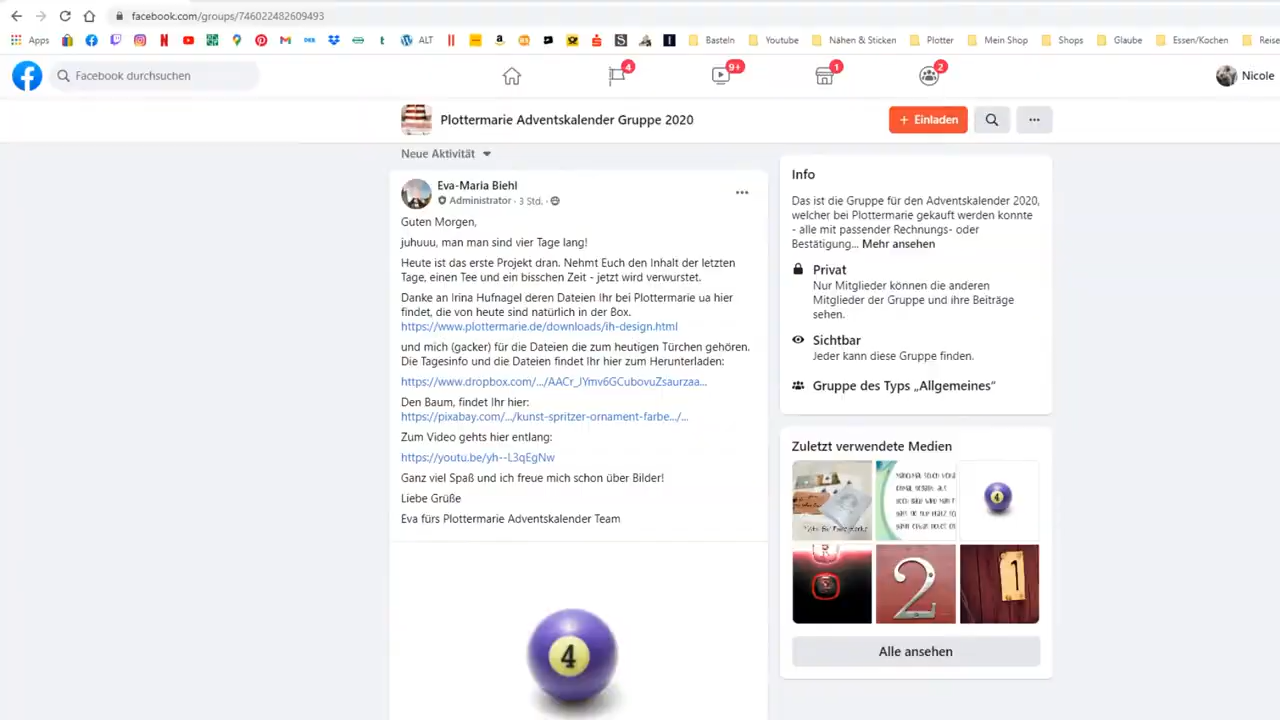 facebook.com/groups/746022482609493
Apps
ALT
Basteln
Youtube
Nähen & Sticken
Plotter
Mein Shop
Shops
Glaube
Essen/Kochen
Reise
Facebook durchsuchen
4
9+
1
2
Nicole
Plottermarie Adventskalender Gruppe 2020
+ Einladen
Neue Aktivität
Eva-Maria Biehl
Administrator · 3 Std. ·
Guten Morgen,
juhuuu, man man sind vier Tage lang!
Heute ist das erste Projekt dran. Nehmt Euch den Inhalt der letzten
Tage, einen Tee und ein bisschen Zeit - jetzt wird verwurstet.
Danke an Irina Hufnagel deren Dateien Ihr bei Plottermarie ua hier
findet, die von heute sind natürlich in der Box.
https://www.plottermarie.de/downloads/ih-design.html
und mich (gacker) für die Dateien die zum heutigen Türchen gehören.
Die Tagesinfo und die Dateien findet Ihr hier zum Herunterladen:
https://www.dropbox.com/.../AACr_JYmv6GCubovuZsaurzaa...
Den Baum, findet Ihr hier:
https://pixabay.com/.../kunst-spritzer-ornament-farbe.../...
Zum Video gehts hier entlang:
https://youtu.be/yh--L3qEgNw
Ganz viel Spaß und ich freue mich schon über Bilder!
Liebe Grüße
Eva fürs Plottermarie Adventskalender Team
4
Info
Das ist die Gruppe für den Adventskalender 2020,
welcher bei Plottermarie gekauft werden konnte
- alle mit passender Rechnungs- oder
Bestätigung... Mehr ansehen
Privat
Nur Mitglieder können die anderen
Mitglieder der Gruppe und ihre Beiträge
sehen.
Sichtbar
Jeder kann diese Gruppe finden.
Gruppe des Typs „Allgemeines“
Zuletzt verwendete Medien
4
2
1
Alle ansehen